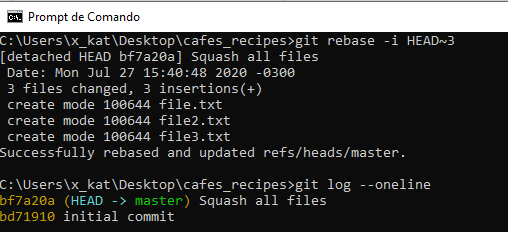 Prompt de Comando
C:\Users\x_kat\Desktop\cafes_recipes>git rebase -i HEAD~3
[detached HEAD bf7a20a] Squash all files
 Date: Mon Jul 27 15:40:48 2020 -0300
 3 files changed, 3 insertions(+)
 create mode 100644 file.txt
 create mode 100644 file2.txt
 create mode 100644 file3.txt
Successfully rebased and updated refs/heads/master.
C:\Users\x_kat\Desktop\cafes_recipes>git log --oneline
bf7a20a (HEAD -> master) Squash all files
bd71910 initial commit